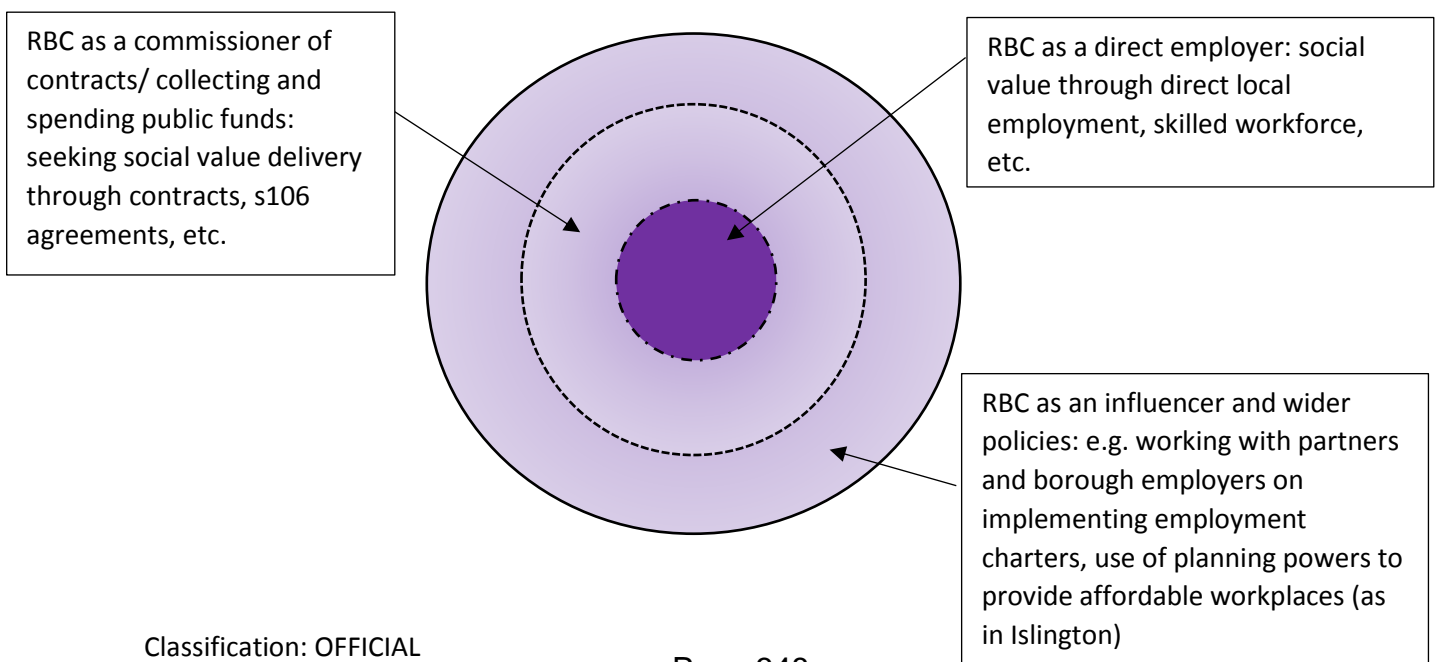 RBC as a commissioner of
contracts/ collecting and
spending public funds:
seeking social value delivery
through contracts, s106
agreements, etc.
RBC as a direct employer: social
value through direct local
employment, skilled workforce,
etc.
RBC as an influencer and wider
policies: e.g. working with partners
and borough employers on
implementing employment
charters, use of planning powers to
provide affordable workplaces (as
in Islington)
Classification: OFFICIAL